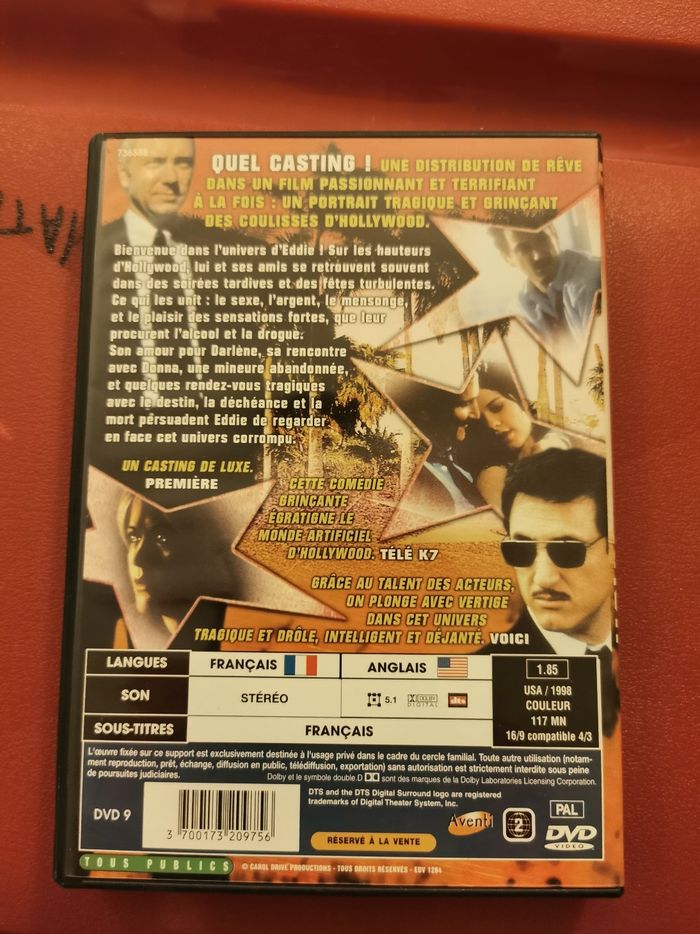 736588
QUEL CASTING ! UNE DISTRIBUTION DE RÊVE
DANS UN FILM PASSIONNANT ET TERRIFIANT
À LA FOIS : UN PORTRAIT TRAGIQUE ET GRINÇANT
DES COULISSES D'HOLLYWOOD.
Bienvenue dans l'univers d'Eddie ! Sur les hauteurs
d'Hollywood, lui et ses amis se retrouvent souvent
dans des soirées tardives et des fêtes turbulentes.
Ce qui les unit : le sexe, l'argent, le mensonge,
et le plaisir des sensations fortes, que leur
procurent l'alcool et la drogue.
Son amour pour Darlène, sa rencontre
avec Donna, une mineure abandonnée,
et quelques rendez-vous tragiques
avec le destin, la déchéance et la
mort persuadent Eddie de regarder
en face cet univers corrompu.
UN CASTING DE LUXE.
PREMIÈRE
CETTE COMÉDIE
GRINÇANTE
ÉGRATIGNE LE
MONDE ARTIFICIEL
D'HOLLYWOOD. TÉLÉ K7
GRÂCE AU TALENT DES ACTEURS,
ON PLONGE AVEC VERTIGE
DANS CET UNIVERS
TRAGIQUE ET DRÔLE, INTELLIGENT ET DÉJANTÉ. VOICI
LANGUES FRANÇAIS ANGLAIS
SON STÉRÉO 5.1 DOLBY DIGITAL dts
SOUS-TITRES FRANÇAIS
1.85
USA / 1998
COULEUR
117 MN
16/9 compatible 4/3
L'œuvre fixée sur ce support est exclusivement destinée à l'usage privé dans le cadre du cercle familial. Toute autre utilisation (notam-
ment reproduction, prêt, échange, diffusion en public, télédiffusion, exportation) sans autorisation est strictement interdite sous peine
de poursuites judiciaires.
Dolby et le symbole double.D sont des marques de la Dolby Laboratories Licensing Corporation.
DTS and the DTS Digital Surround logo are registered
trademarks of Digital Theater System, Inc.
DVD 9
3 700173 209756
RÉSERVÉ À LA VENTE
Aventi
2
PAL
DVD
VIDEO
TOUS PUBLICS
© CAROL DRIVE PRODUCTIONS - TOUS DROITS RÉSERVÉS - EDV 1284